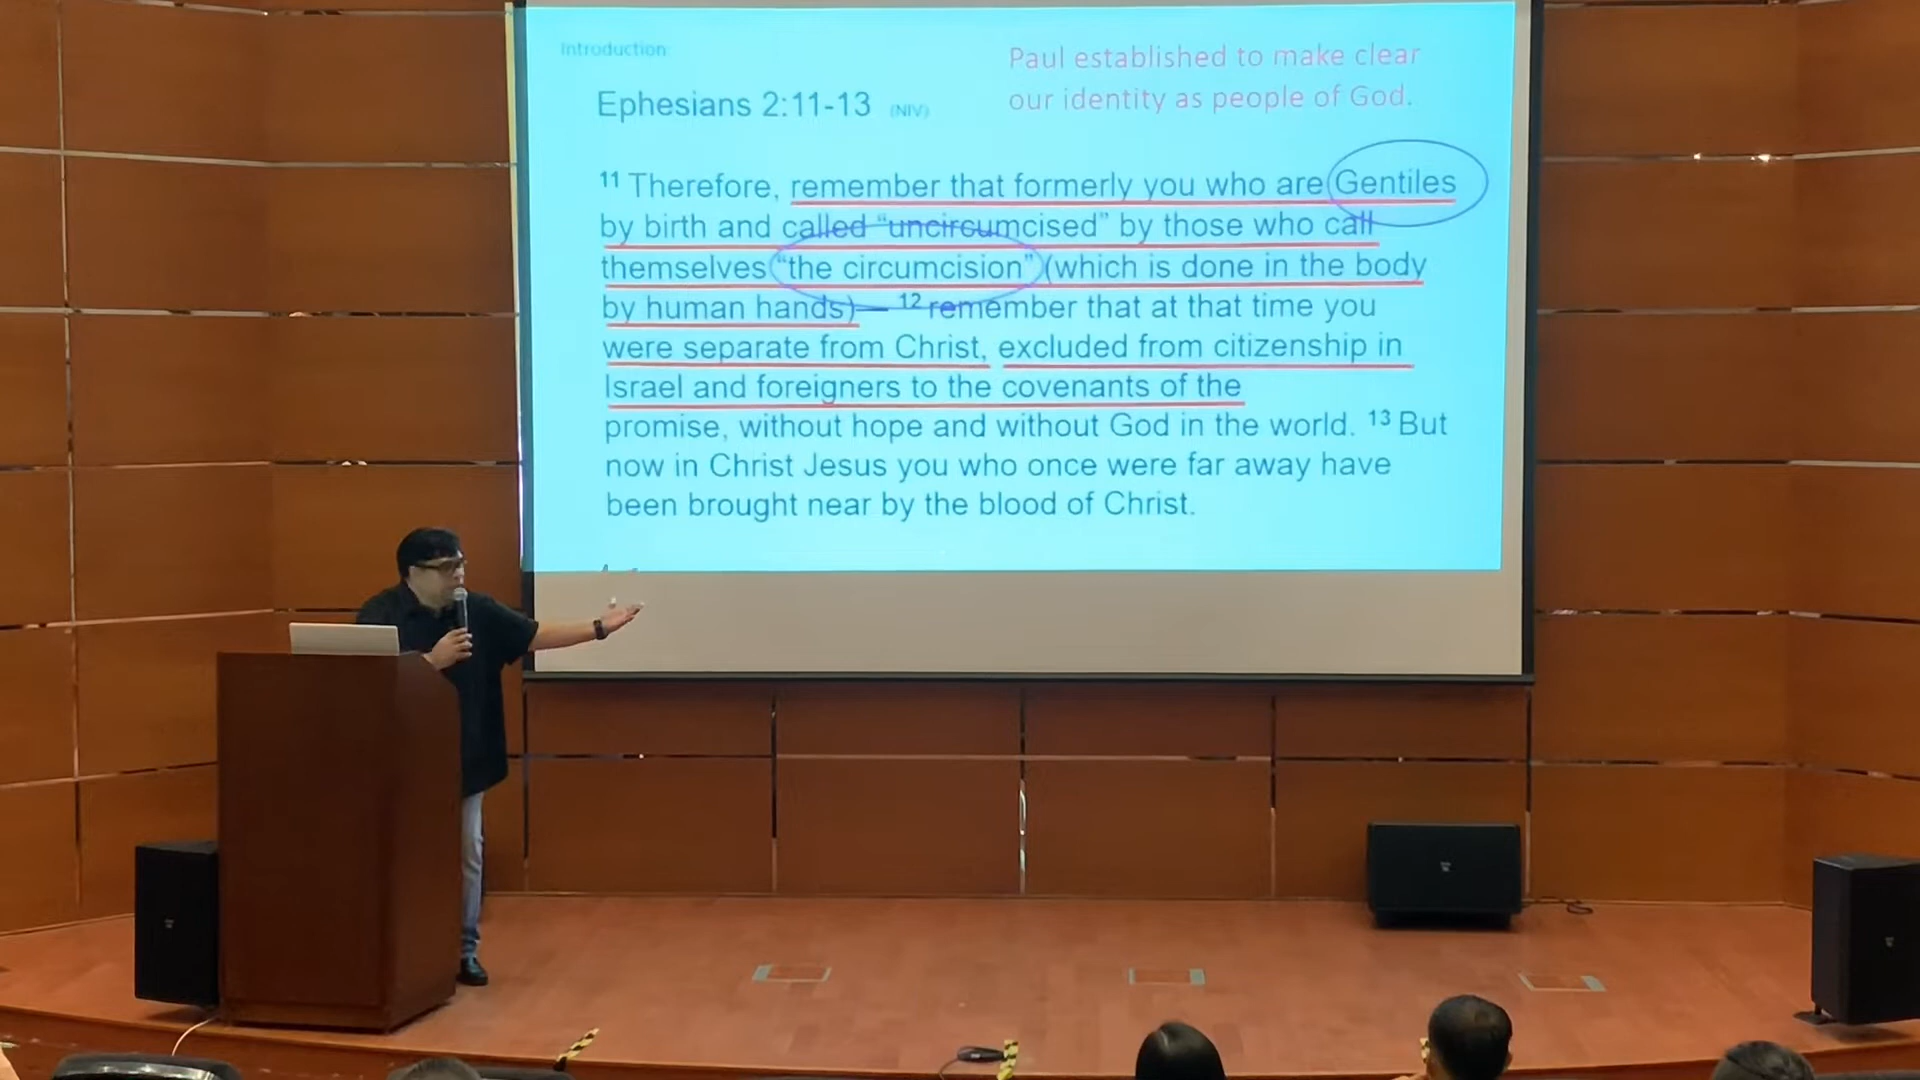 Introduction:
Paul established to make clear
our identity as people of God.
Ephesians 2:11-13 (NIV)
11 Therefore, remember that formerly you who are Gentiles
by birth and called “uncircumcised” by those who call
themselves “the circumcision” (which is done in the body
by human hands)— 12 remember that at that time you
were separate from Christ, excluded from citizenship in
Israel and foreigners to the covenants of the
promise, without hope and without God in the world. 13 But
now in Christ Jesus you who once were far away have
been brought near by the blood of Christ.